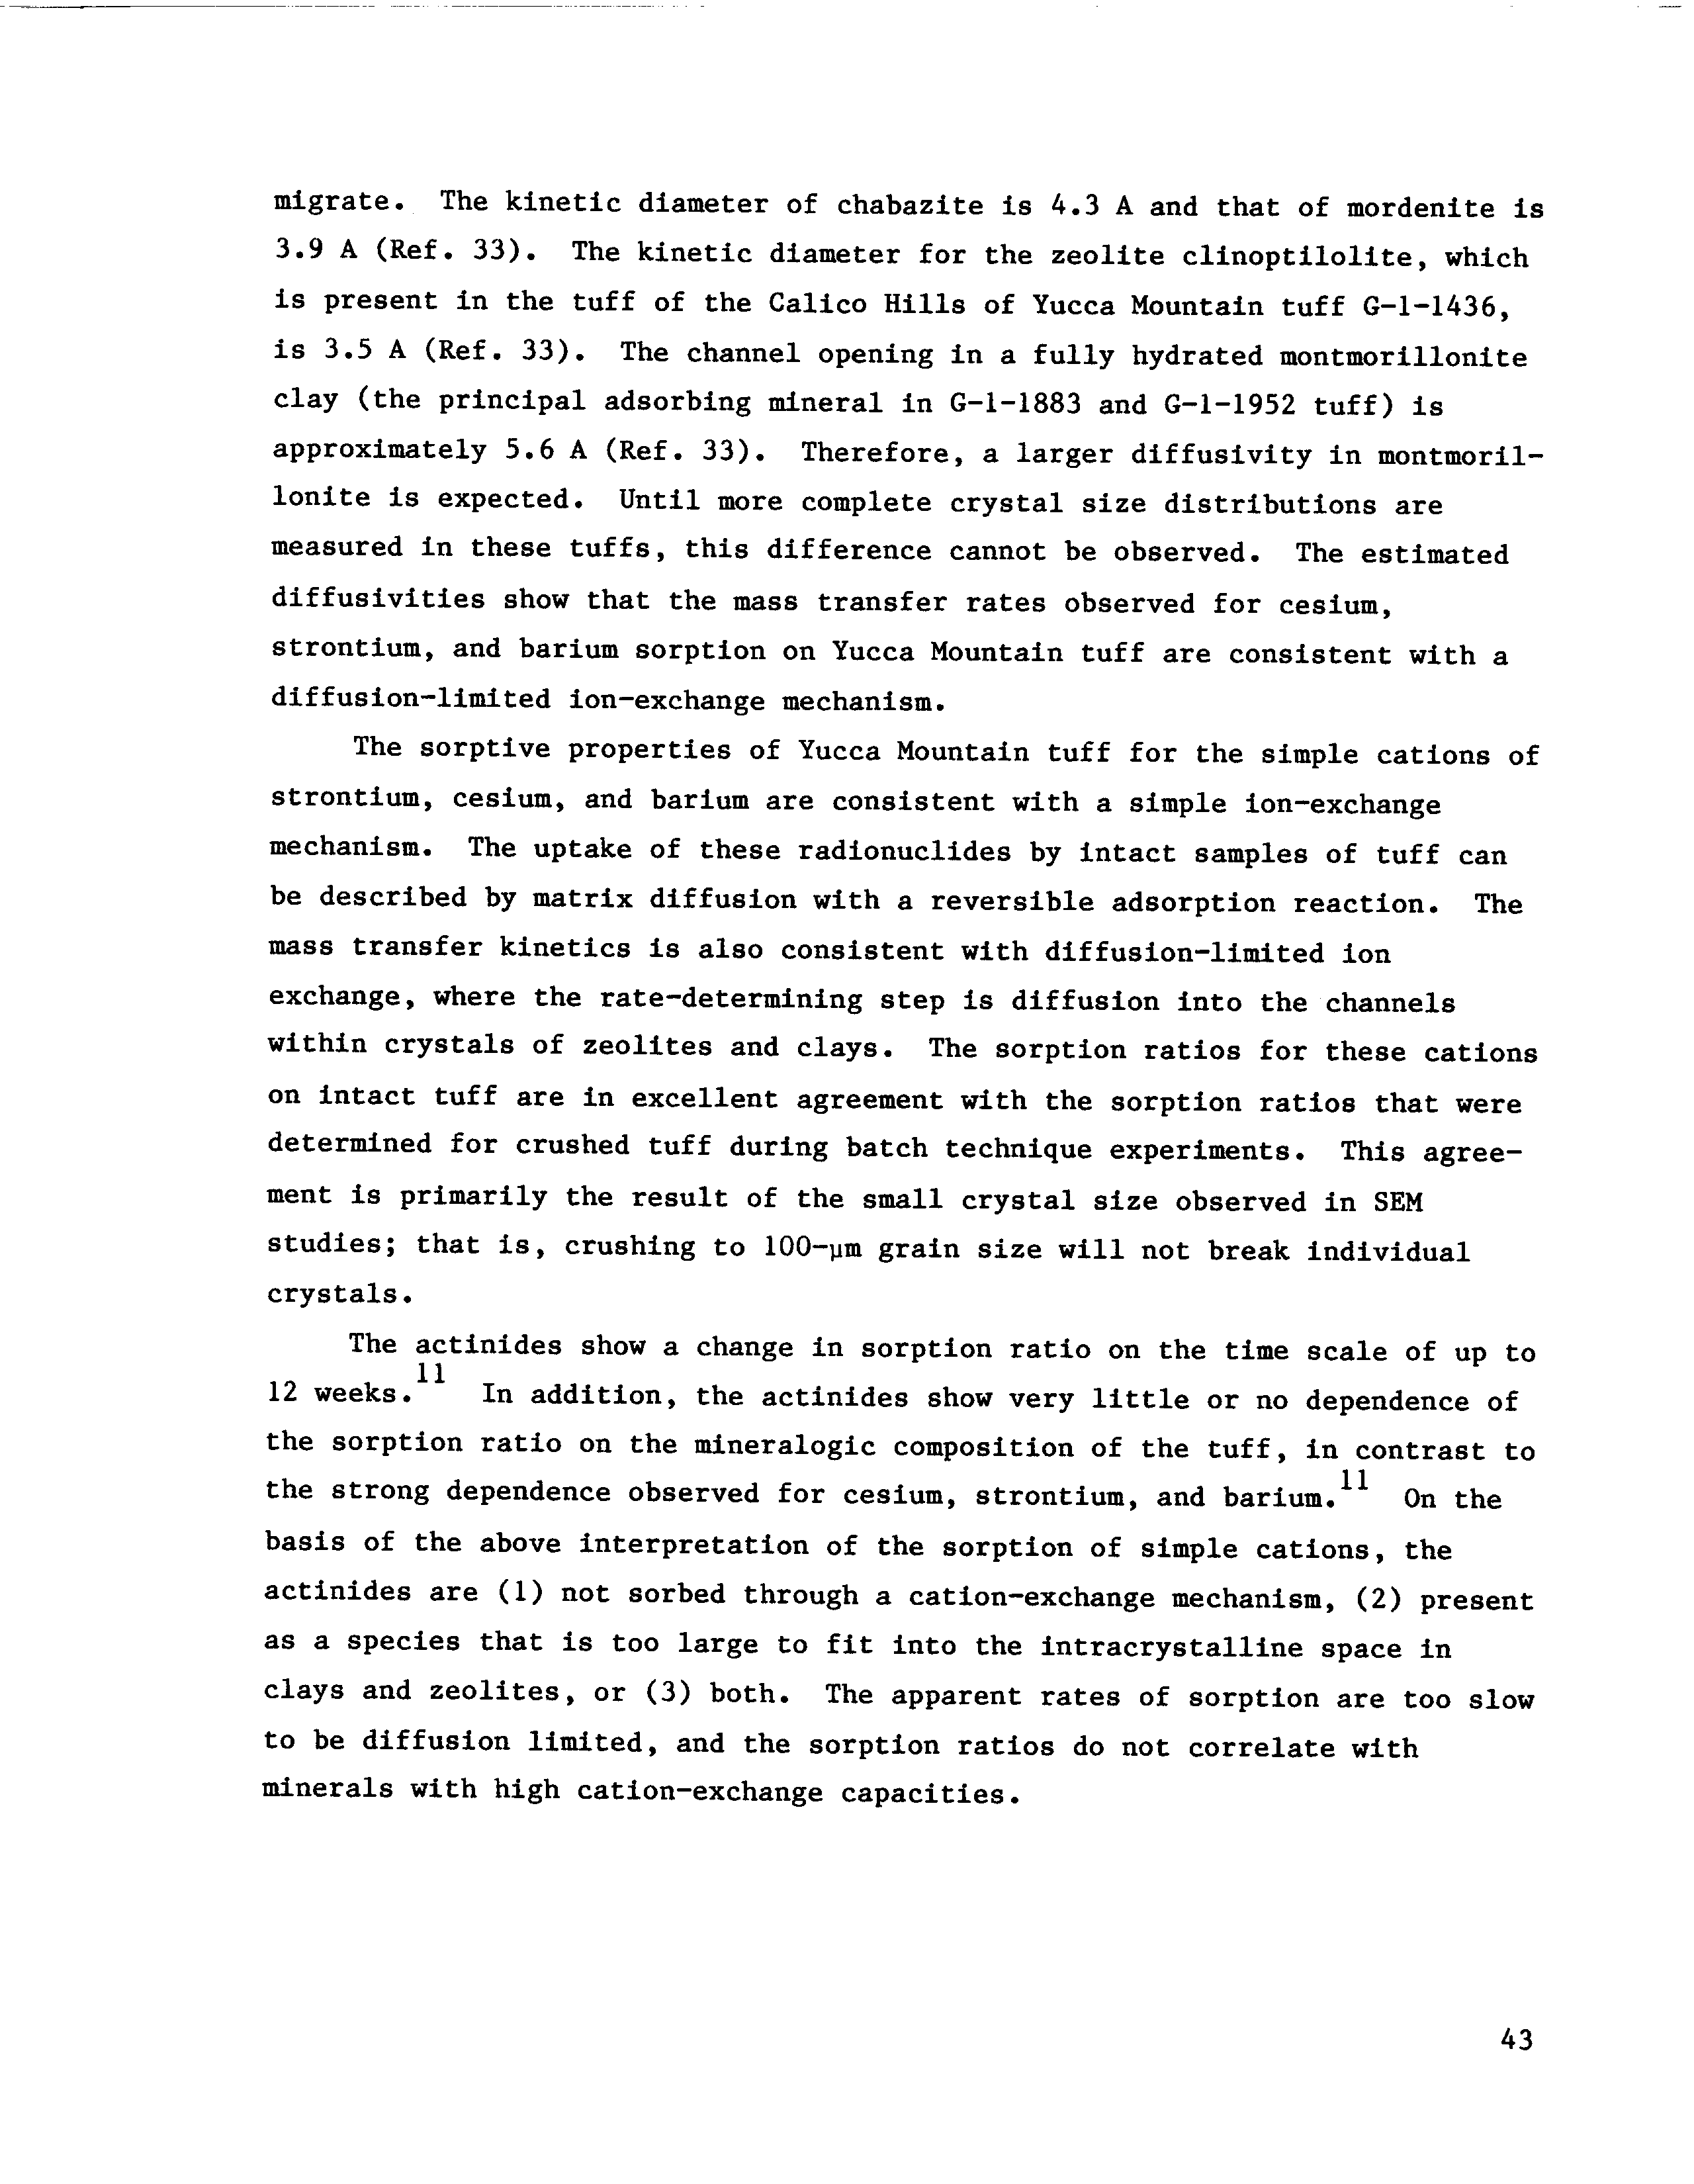 migrate. The kinetic diameter of chabazite is 4.3 A and that of mordenite is
3.9 A (Ref. 33). The kinetic diameter for the zeolite clinoptilolite, which
is present in the tuff of the Calico Hills of Yucca Mountain tuff G-1-1436,
is 3.5 A (Ref. 33). The channel opening in a fully hydrated montmorillonite
clay (the principal adsorbing mineral in G-1-1883 and G-1-1952 tuff) is
approximately 5.6 A (Ref. 33). Therefore, a larger diffusivity in montmoril-
lonite is expected. Until more complete crystal size distributions are
measured in these tuffs, this difference cannot be observed. The estimated
diffusivities show that the mass transfer rates observed for cesium,
strontium, and barium sorption on Yucca Mountain tuff are consistent with a
diffusion-limited ion-exchange mechanism.
The sorptive properties of Yucca Mountain tuff for the simple cations of
strontium, cesium, and barium are consistent with a simple ion-exchange
mechanism. The uptake of these radionuclides by intact samples of tuff can
be described by matrix diffusion with a reversible adsorption reaction. The
mass transfer kinetics is also consistent with diffusion-limited ion
exchange, where the rate-determining step is diffusion into the channels
within crystals of zeolites and clays. The sorption ratios for these cations
on intact tuff are in excellent agreement with the sorption ratios that were
determined for crushed tuff during batch technique experiments. This agree-
ment is primarily the result of the small crystal size observed in SEM
studies; that is, crushing to 100-μm grain size will not break individual
crystals.
The actinides show a change in sorption ratio on the time scale of up to
12 weeks.11 In addition, the actinides show very little or no dependence of
the sorption ratio on the mineralogic composition of the tuff, in contrast to
the strong dependence observed for cesium, strontium, and barium.11 On the
basis of the above interpretation of the sorption of simple cations, the
actinides are (1) not sorbed through a cation-exchange mechanism, (2) present
as a species that is too large to fit into the intracrystalline space in
clays and zeolites, or (3) both. The apparent rates of sorption are too slow
to be diffusion limited, and the sorption ratios do not correlate with
minerals with high cation-exchange capacities.
43